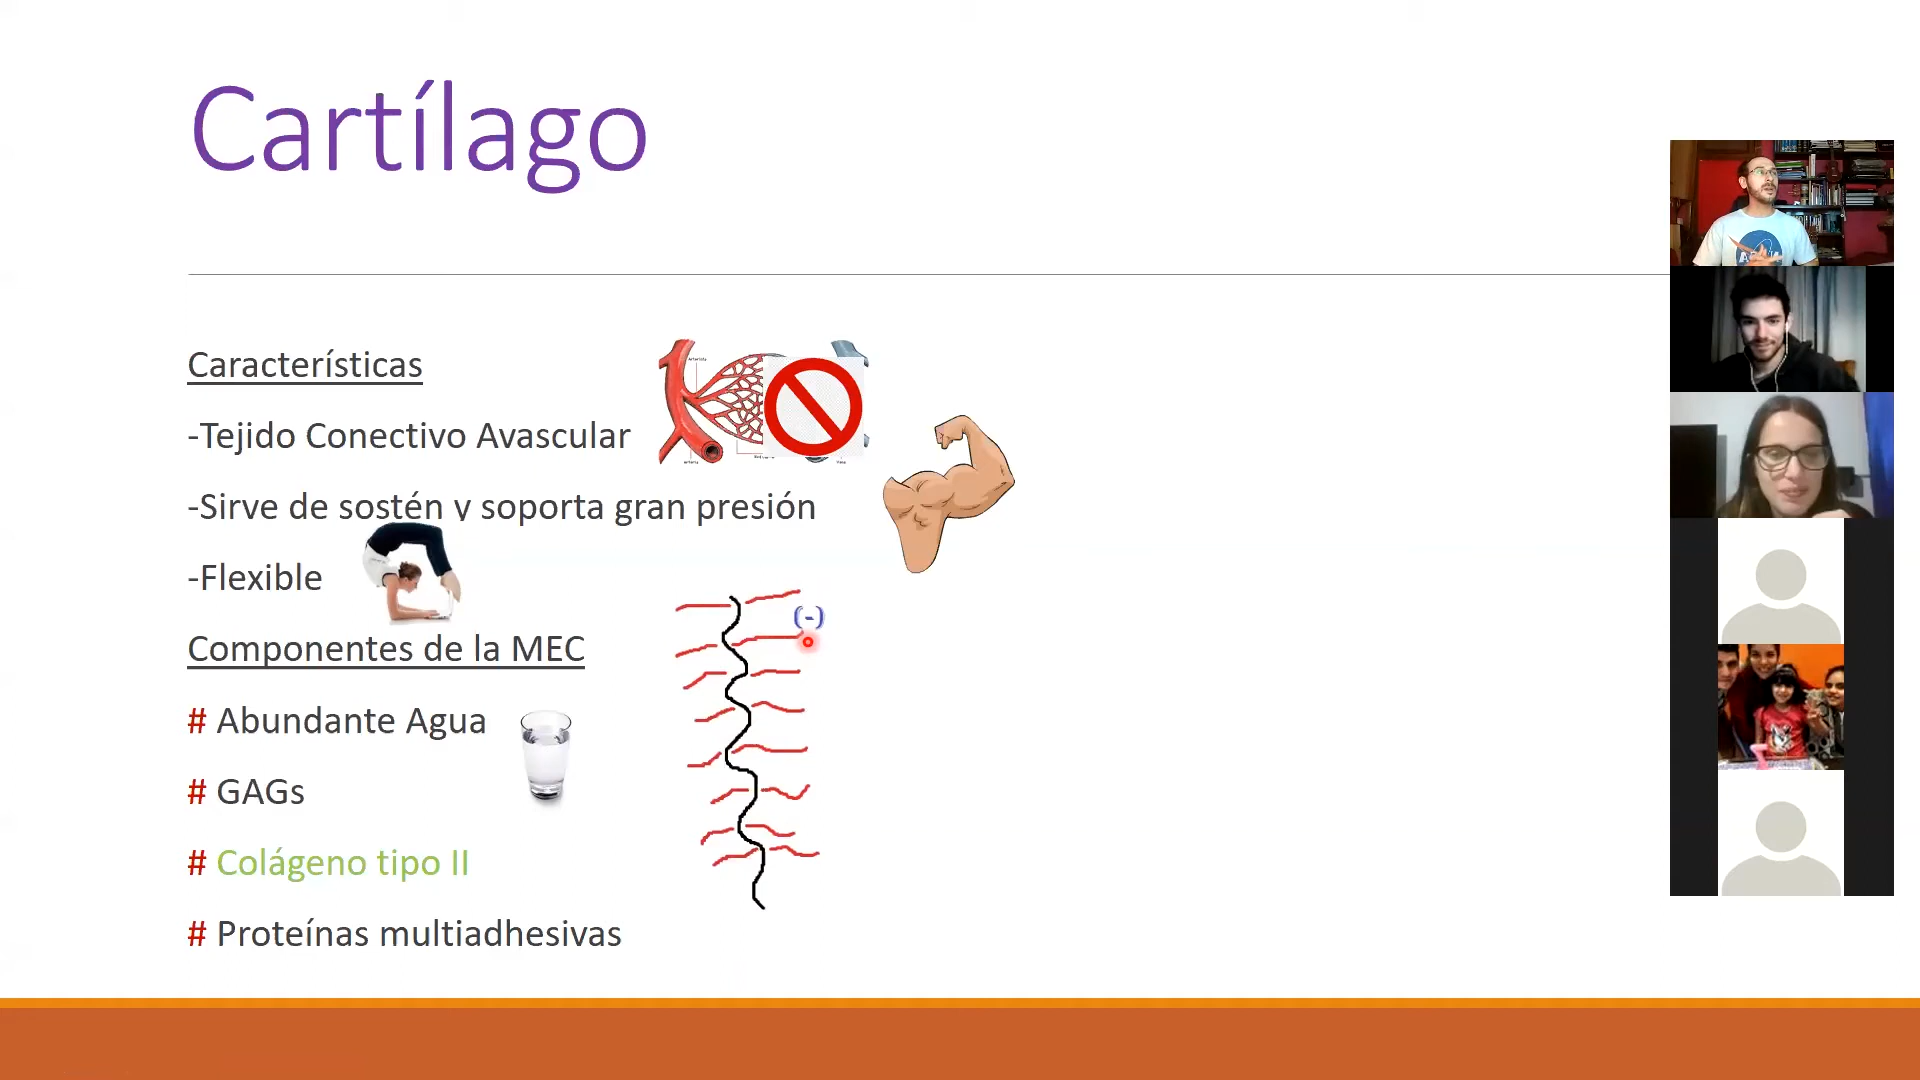 Cartílago
Características
-Tejido Conectivo Avascular
-Sirve de sostén y soporta gran presión
-Flexible
(-)
Componentes de la MEC
# Abundante Agua
# GAGs
# Colágeno tipo II
# Proteínas multiadhesivas